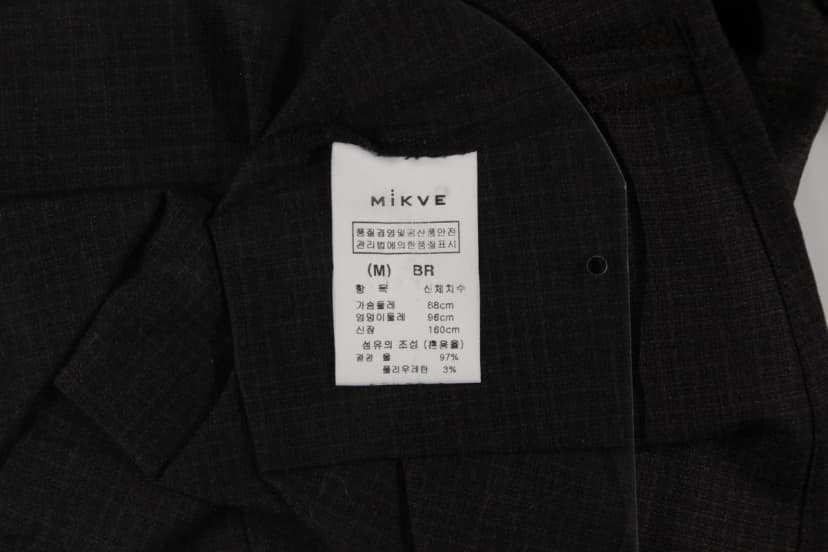 MiKVE
품질경영및공산품안전
관리법에의한품질표시
(M) BR
항 목 신체치수
가슴둘레 88cm
엉덩이둘레 96cm
신장 160cm
섬유의 조성 (혼용율)
겉감 울 97%
폴리우레탄 3%